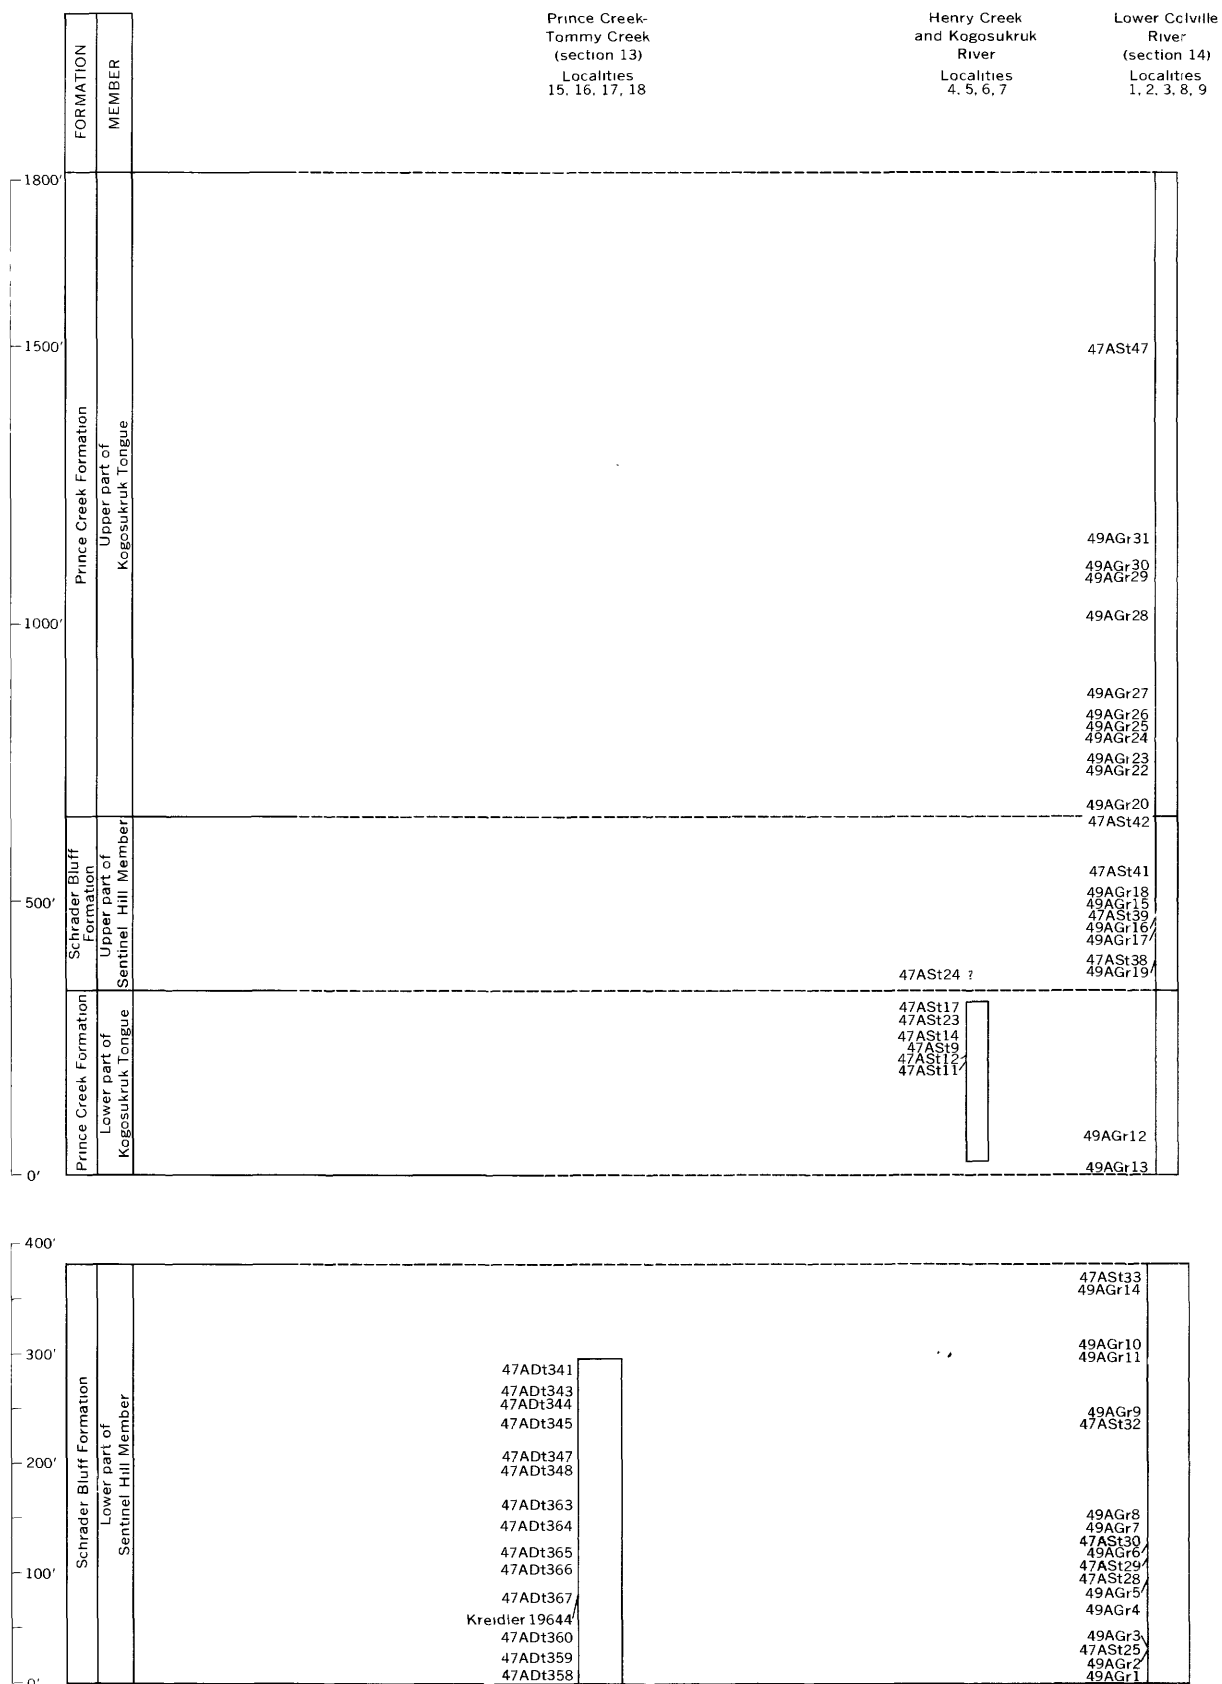 FORMATION
MEMBER
Prince Creek-
Tommy Creek
(section 13)
Localities
15, 16, 17, 18
Henry Creek
and Kogosukruk
River
Localities
4, 5, 6, 7
Lower Colville
River
(section 14)
Localities
1, 2, 3, 8, 9
1800'
1500'
1000'
500'
0'
Prince Creek Formation
Upper part of
Kogosukruk Tongue
Schrader Bluff
Formation
Upper part of
Sentinel Hill Member
Prince Creek Formation
Lower part of
Kogosukruk Tongue
47ASt24 ?
47ASt17
47ASt23
47ASt14
47ASt9
47ASt12
47ASt11
47ASt47
49AGr31
49AGr30
49AGr29
49AGr28
49AGr27
49AGr26
49AGr25
49AGr24
49AGr23
49AGr22
49AGr20
47ASt42
47ASt41
49AGr18
49AGr15
47ASt39
49AGr16
49AGr17
47ASt38
49AGr19
49AGr12
49AGr13
400'
300'
200'
100'
0'
Schrader Bluff Formation
Lower part of
Sentinel Hill Member
47ADt341
47ADt343
47ADt344
47ADt345
47ADt347
47ADt348
47ADt363
47ADt364
47ADt365
47ADt366
47ADt367
Kreidler 19644
47ADt360
47ADt359
47ADt358
47ASt33
49AGr14
49AGr10
49AGr11
49AGr9
47ASt32
49AGr8
49AGr7
47ASt30
49AGr6
47ASt29
47ASt28
49AGr5
49AGr4
49AGr3
47ASt25
49AGr2
49AGr1